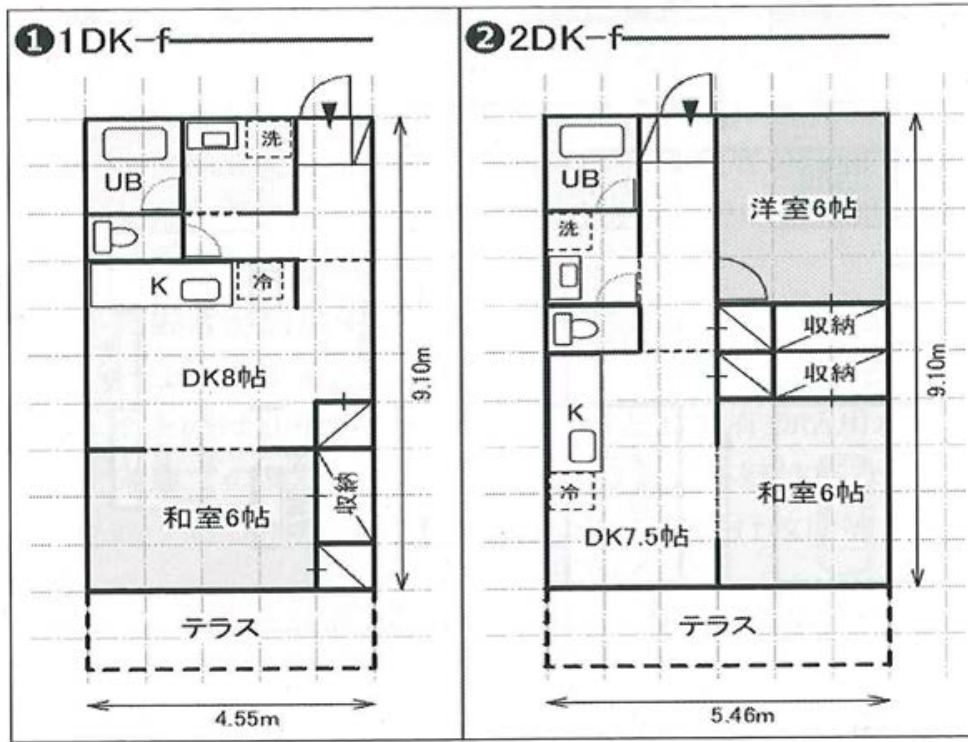 ❶1DK-f
洗
UB
K
冷
DK8帖
9.10m
収納
和室6帖
テラス
4.55m
❷2DK-f
UB
洋室6帖
洗
収納
収納
9.10m
K
冷
和室6帖
DK7.5帖
テラス
5.46m